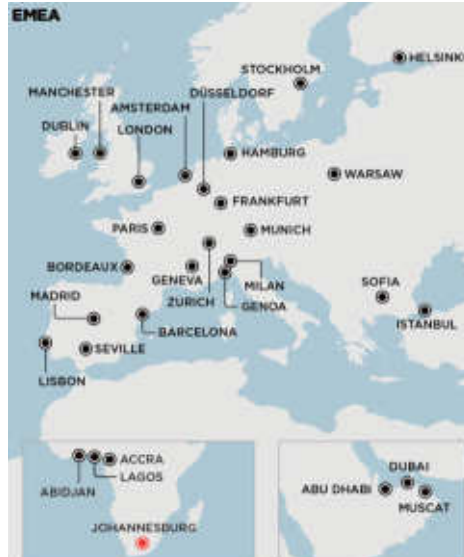 EMEA
HELSINKI
STOCKHOLM
MANCHESTER
DÜSSELDORF
AMSTERDAM
DUBLIN
LONDON
HAMBURG
WARSAW
FRANKFURT
PARIS
MUNICH
BORDEAUX
GENEVA
MILAN
SOFIA
MADRID
ZURICH
GENOA
ISTANBUL
BARCELONA
SEVILLE
LISBON
ACCRA
LAGOS
ABIDJAN
JOHANNESBURG
DUBAI
ABU DHABI
MUSCAT